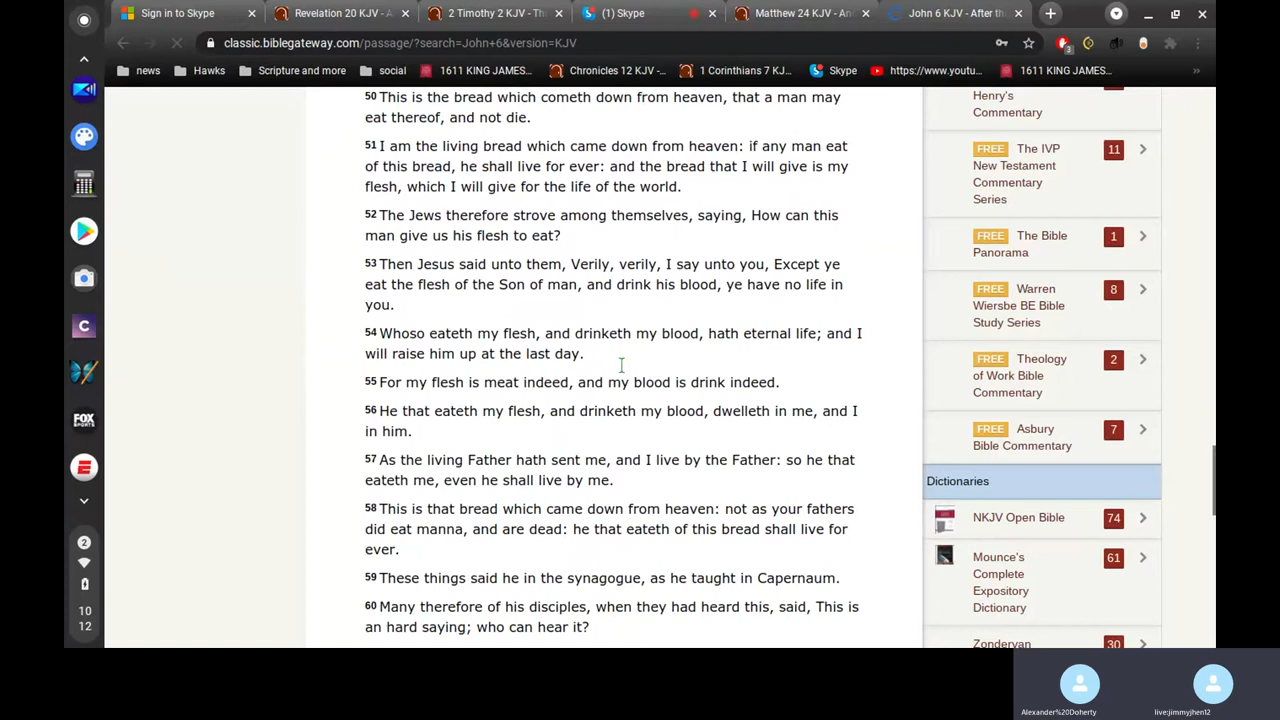 Sign in to Skype
Revelation 20 KJV - A
2 Timothy 2 KJV - Th
(1) Skype
Matthew 24 KJV - An
John 6 KJV - After th
classic.biblegateway.com/passage/?search=John+6&version=KJV
3
news
Hawks
Scripture and more
social
1611 KING JAMES...
Chronicles 12 KJV -...
1 Corinthians 7 KJ...
Skype
https://www.youtu...
1611 KING JAMES...
»
50 This is the bread which cometh down from heaven, that a man may
eat thereof, and not die.
51 I am the living bread which came down from heaven: if any man eat
of this bread, he shall live for ever: and the bread that I will give is my
flesh, which I will give for the life of the world.
52 The Jews therefore strove among themselves, saying, How can this
man give us his flesh to eat?
53 Then Jesus said unto them, Verily, verily, I say unto you, Except ye
eat the flesh of the Son of man, and drink his blood, ye have no life in
you.
54 Whoso eateth my flesh, and drinketh my blood, hath eternal life; and I
will raise him up at the last day.
55 For my flesh is meat indeed, and my blood is drink indeed.
56 He that eateth my flesh, and drinketh my blood, dwelleth in me, and I
in him.
57 As the living Father hath sent me, and I live by the Father: so he that
eateth me, even he shall live by me.
58 This is that bread which came down from heaven: not as your fathers
did eat manna, and are dead: he that eateth of this bread shall live for
ever.
59 These things said he in the synagogue, as he taught in Capernaum.
60 Many therefore of his disciples, when they had heard this, said, This is
an hard saying; who can hear it?
Henry's
Commentary
FREE The IVP 11
New Testament
Commentary
Series
FREE The Bible 1
Panorama
FREE Warren 8
Wiersbe BE Bible
Study Series
FREE Theology 2
of Work Bible
Commentary
FREE Asbury 7
Bible Commentary
Dictionaries
NKJV Open Bible 74
Mounce's 61
Complete
Expository
Dictionary
Zondervan 30
C
FOX
SPORTS
E
2
10
12
Alexander%20Doherty
live:jimmyjhen12